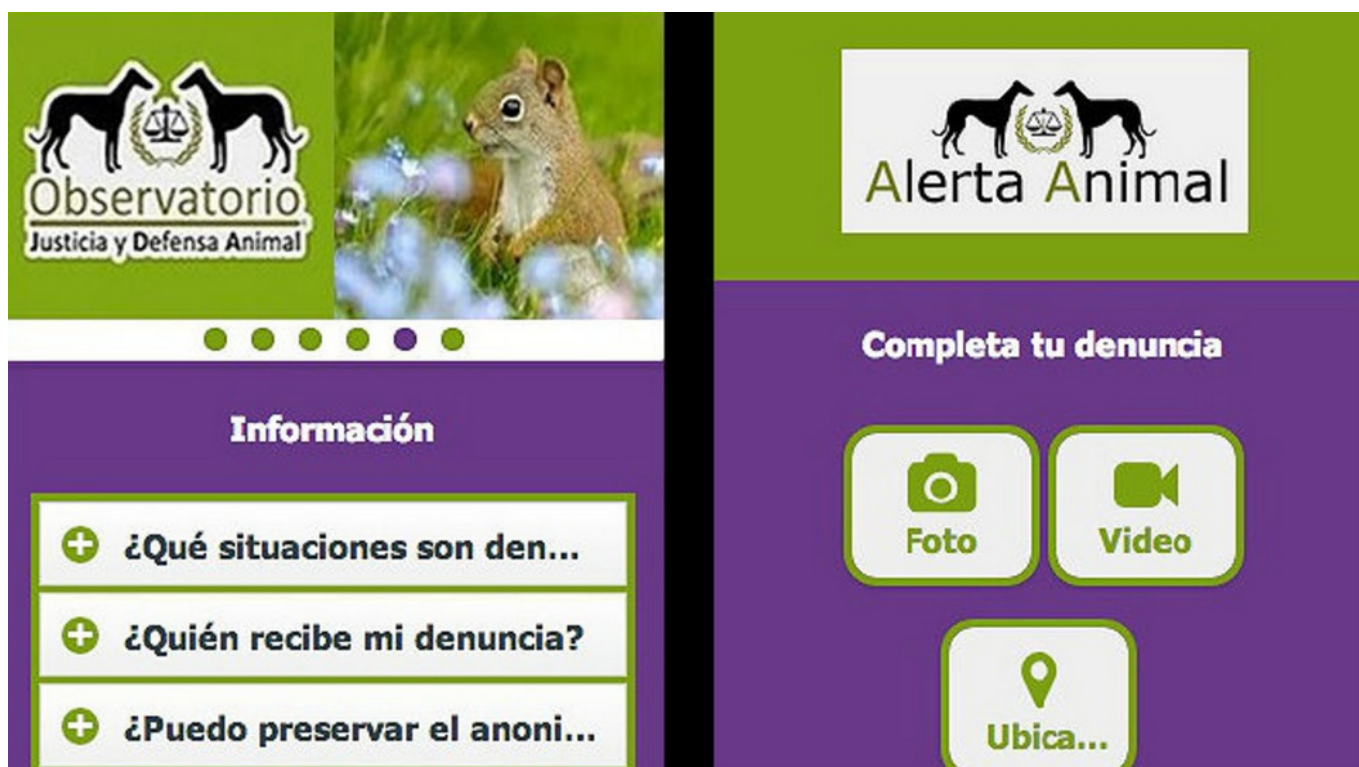 Observatorio
Justicia y Defensa Animal
Información
¿Qué situaciones son den...
¿Quién recibe mi denuncia?
¿Puedo preservar el anoni...
Alerta Animal
Completa tu denuncia
Foto
Video
Ubica...